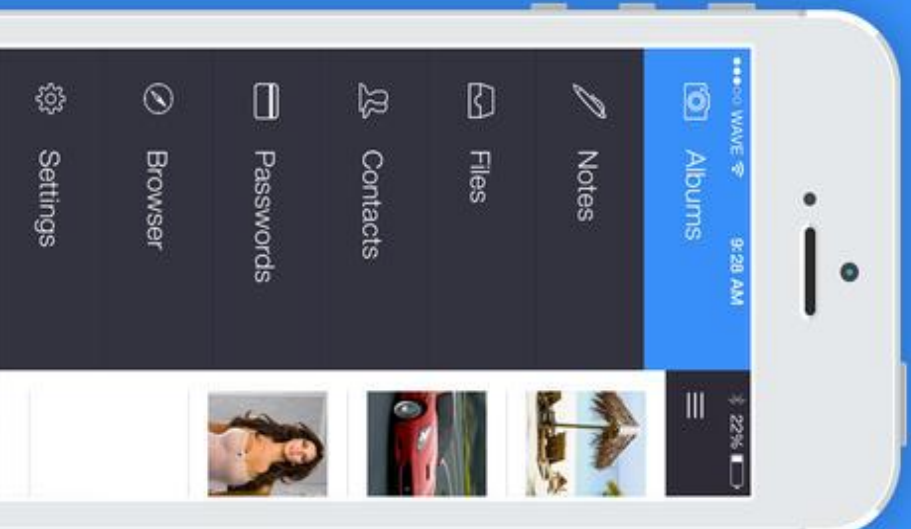 ●●●○○ WAVE 9:28 AM 22%
Albums
Notes
Files
Contacts
Passwords
Browser
Settings